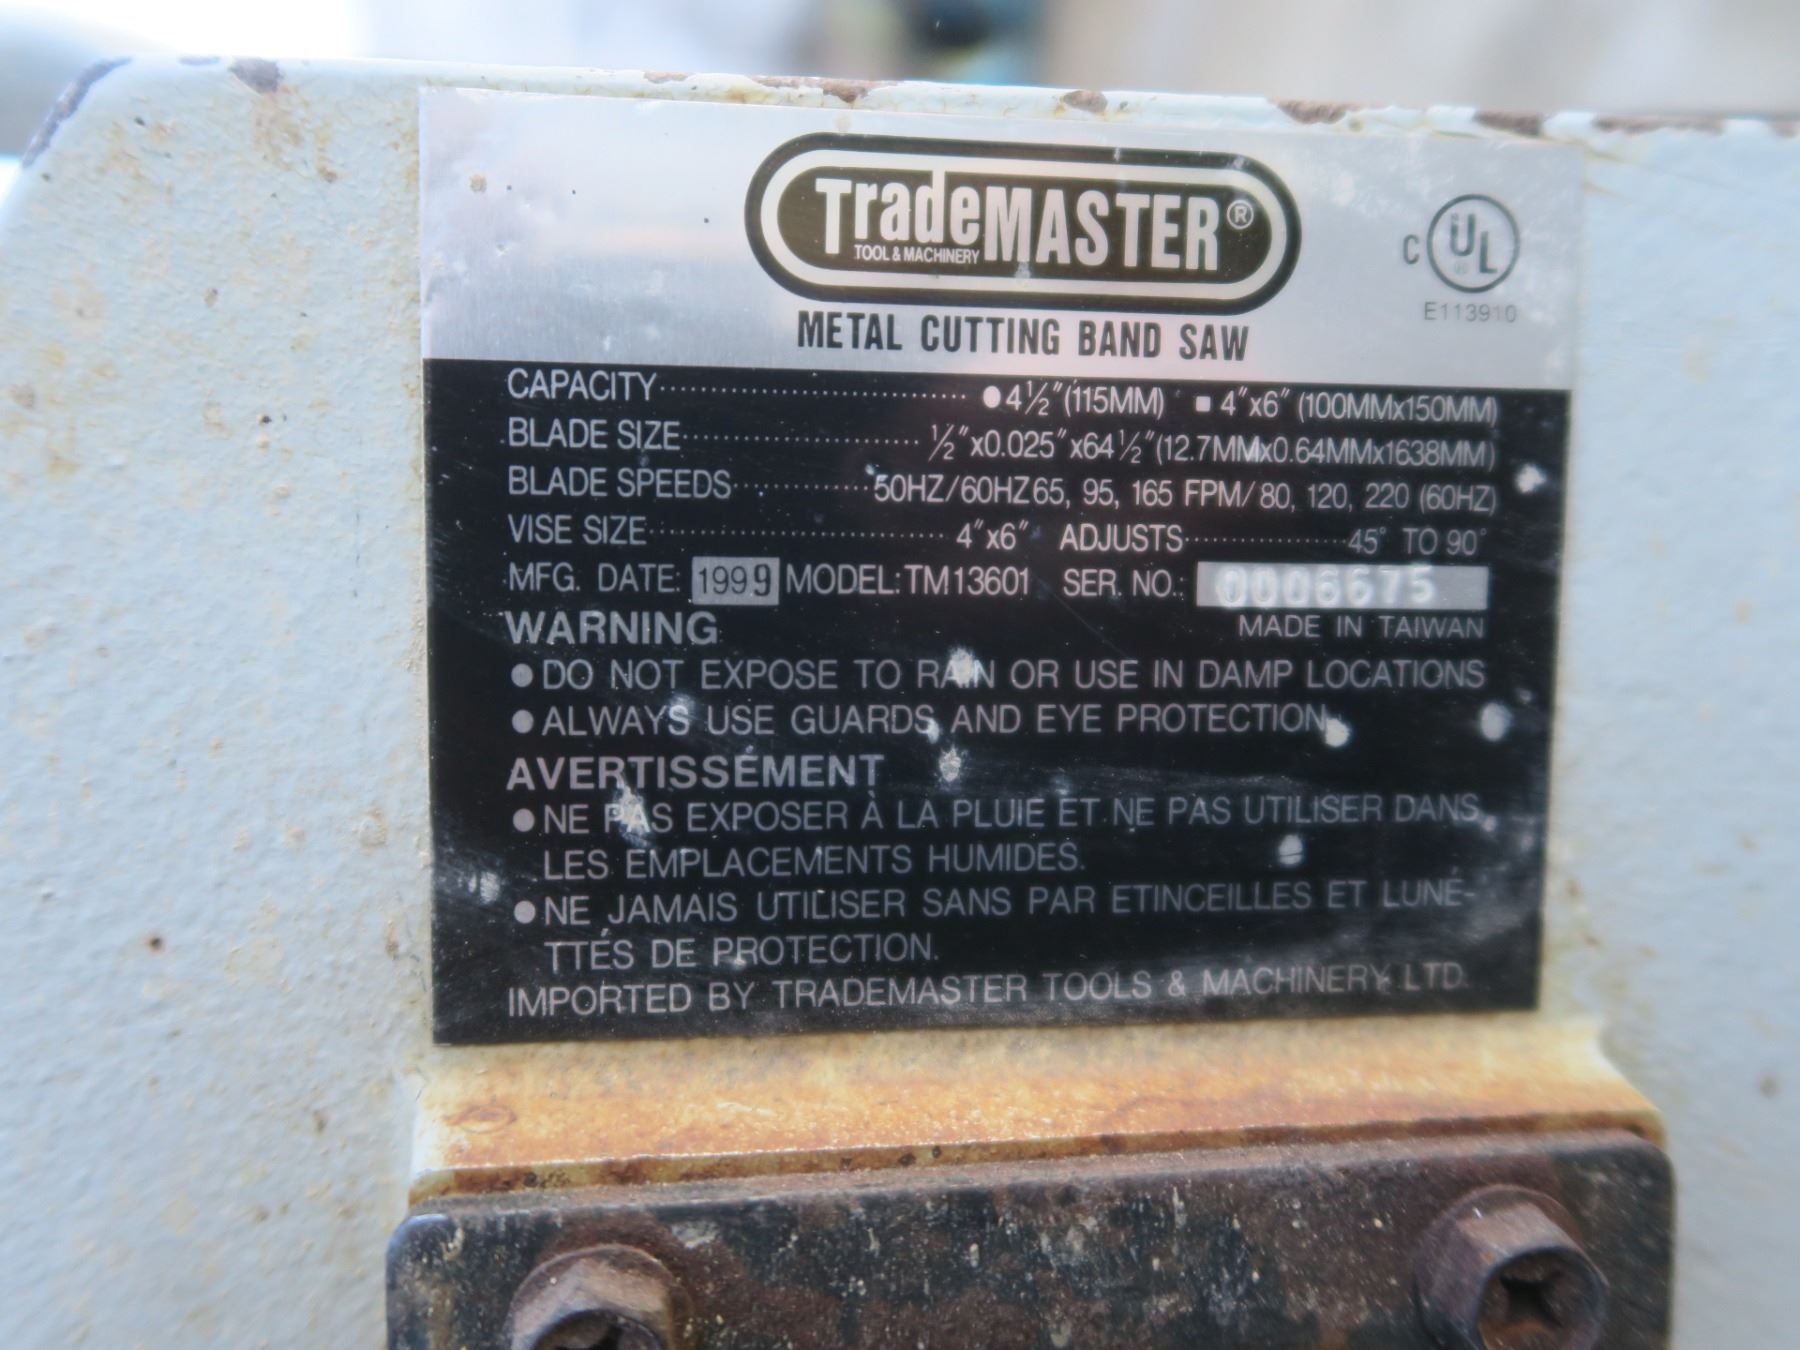 TradeMASTER®
TOOL & MACHINERY
C UL ®
E113910
METAL CUTTING BAND SAW
CAPACITY ● 4½″ (115MM) ■ 4″x6″ (100MMx150MM)
BLADE SIZE ½″x0.025″x64½″ (12.7MMx0.64MMx1638MM)
BLADE SPEEDS 50HZ/60HZ 65, 95, 165 FPM/ 80, 120, 220 (60HZ)
VISE SIZE 4″x6″ ADJUSTS 45° TO 90°
MFG. DATE: 1999 MODEL: TM13601 SER. NO.: 0006675
MADE IN TAIWAN
WARNING
● DO NOT EXPOSE TO RAIN OR USE IN DAMP LOCATIONS
● ALWAYS USE GUARDS AND EYE PROTECTION.
AVERTISSÉMENT
● NE PAS EXPOSER À LA PLUIE ET NE PAS UTILISER DANS
LES EMPLACEMENTS HUMIDES.
● NE JAMAIS UTILISER SANS PAR ETINCEILLES ET LUNÉ-
TTÉS DE PROTECTION.
IMPORTED BY TRADEMASTER TOOLS & MACHINERY LTD.